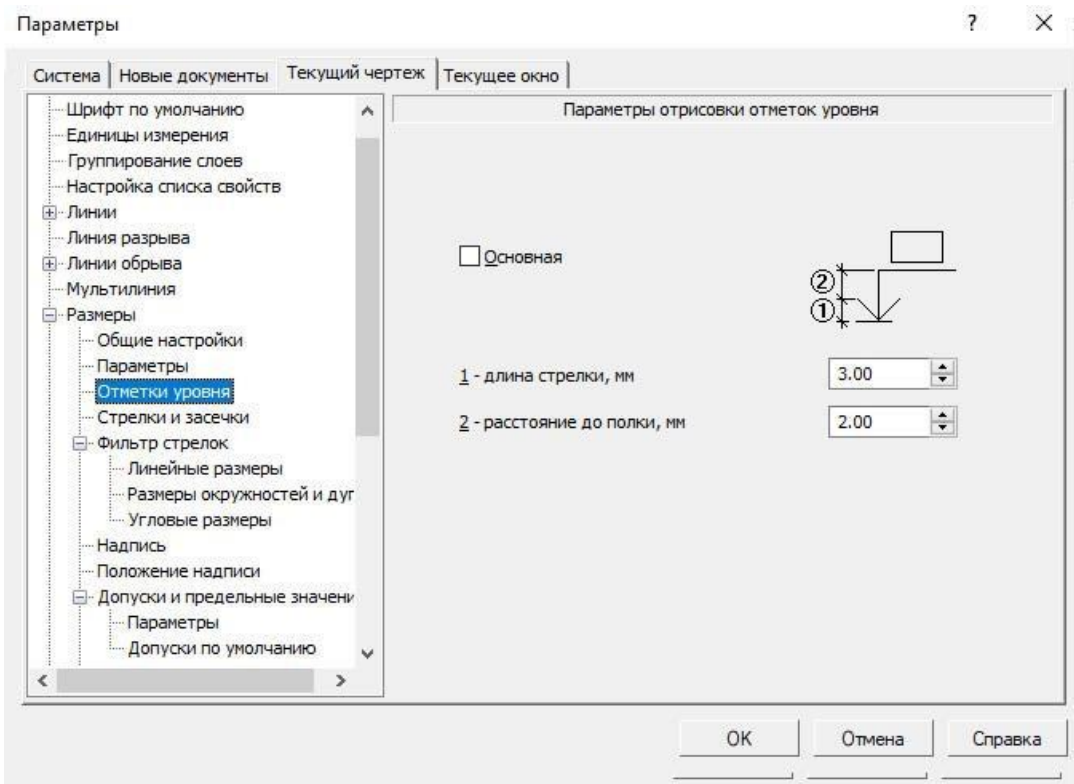 Параметры
?
Система
Новые документы
Текущий чертеж
Текущее окно
Шрифт по умолчанию
Единицы измерения
Группирование слоев
Настройка списка свойств
Линии
Линия разрыва
Линии обрыва
Мультилиния
Размеры
Общие настройки
Параметры
Отметки уровня
Стрелки и засечки
Фильтр стрелок
Линейные размеры
Размеры окружностей и дуг
Угловые размеры
Надпись
Положение надписи
Допуски и предельные значени
Параметры
Допуски по умолчанию
Параметры отрисовки отметок уровня
Основная
2
1
1 - длина стрелки, мм
3.00
2 - расстояние до полки, мм
2.00
OK
Отмена
Справка